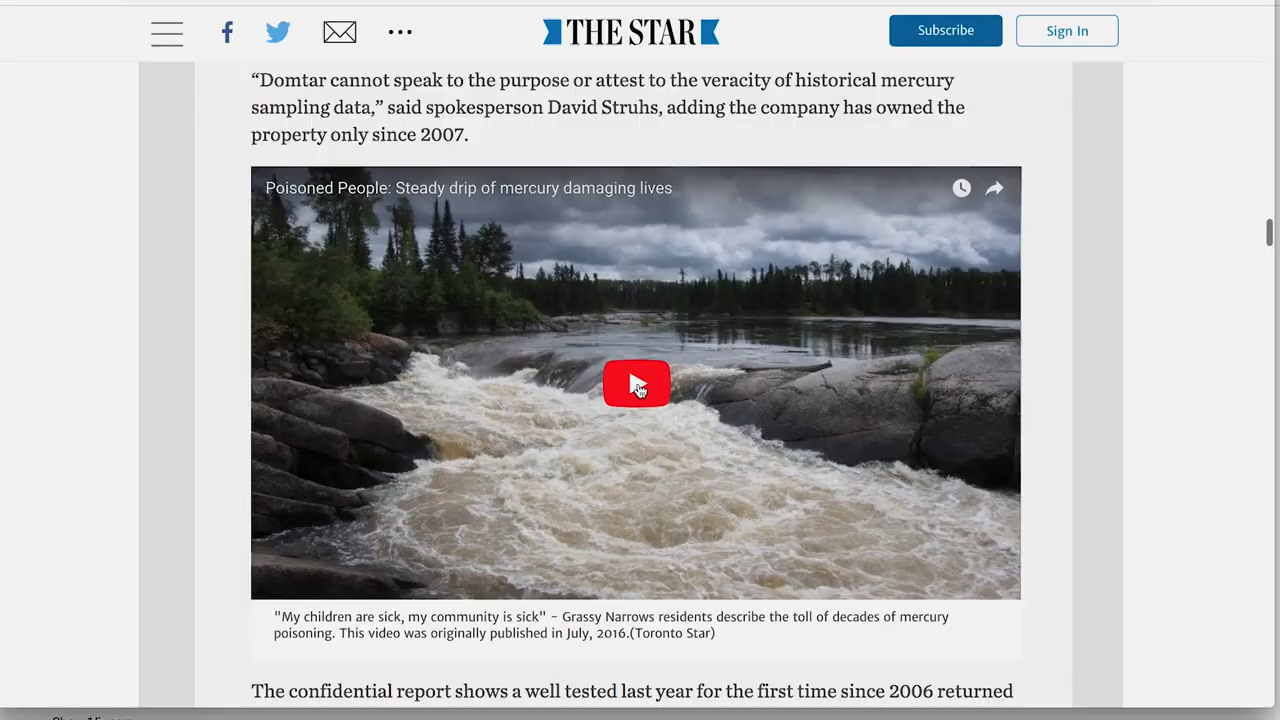 THE STAR
Subscribe
Sign In
“Domtar cannot speak to the purpose or attest to the veracity of historical mercury
sampling data,” said spokesperson David Struhs, adding the company has owned the
property only since 2007.
Poisoned People: Steady drip of mercury damaging lives
"My children are sick, my community is sick" – Grassy Narrows residents describe the toll of decades of mercury
poisoning. This video was originally published in July, 2016.(Toronto Star)
The confidential report shows a well tested last year for the first time since 2006 returned